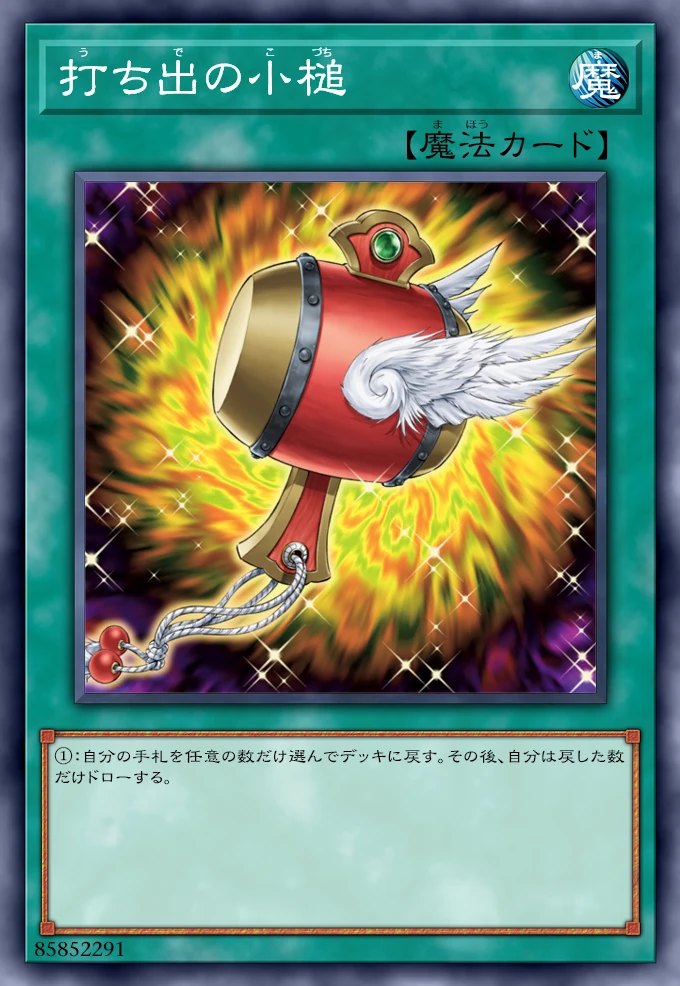 打ち出の小槌
魔
【魔法カード】
①:自分の手札を任意の数だけ選んでデッキに戻す。その後、自分は戻した数
だけドローする。
85852291